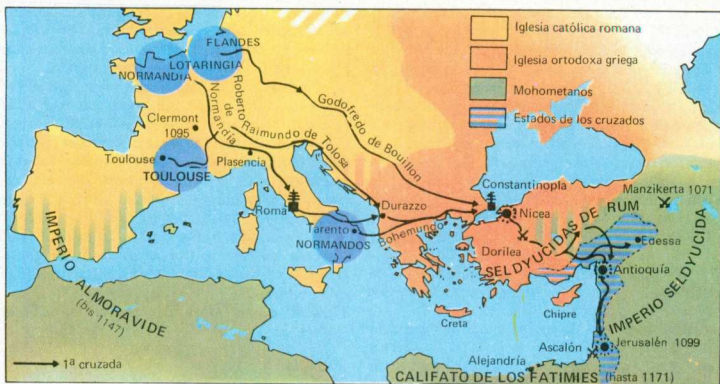 Iglesia católica romana
Iglesia ortodoxa griega
Mohometanos
Estados de los cruzados
FLANDES
LOTARINGIA
NORMANDIA
Roberto de Normandía
Godofredo de Bouillon
Clermont
1095
Raimundo de Tolosa
Toulouse
TOULOUSE
Plasencia
Roma
Durazzo
Constantinopla
Manzikerta 1071
Nicea
Tarento
NORMANDOS
Bohemundo
Dorilea
SELDYUCIDAS DE RUM
Edessa
Antioquía
IMPERIO SELDYUCIDA
IMPERIO ALMORAVIDE
(bis 1147)
Creta
Chipre
Ascalón
Jerusalén 1099
Alejandría
CALIFATO DE LOS FATIMIES (hasta 1171)
1ª cruzada